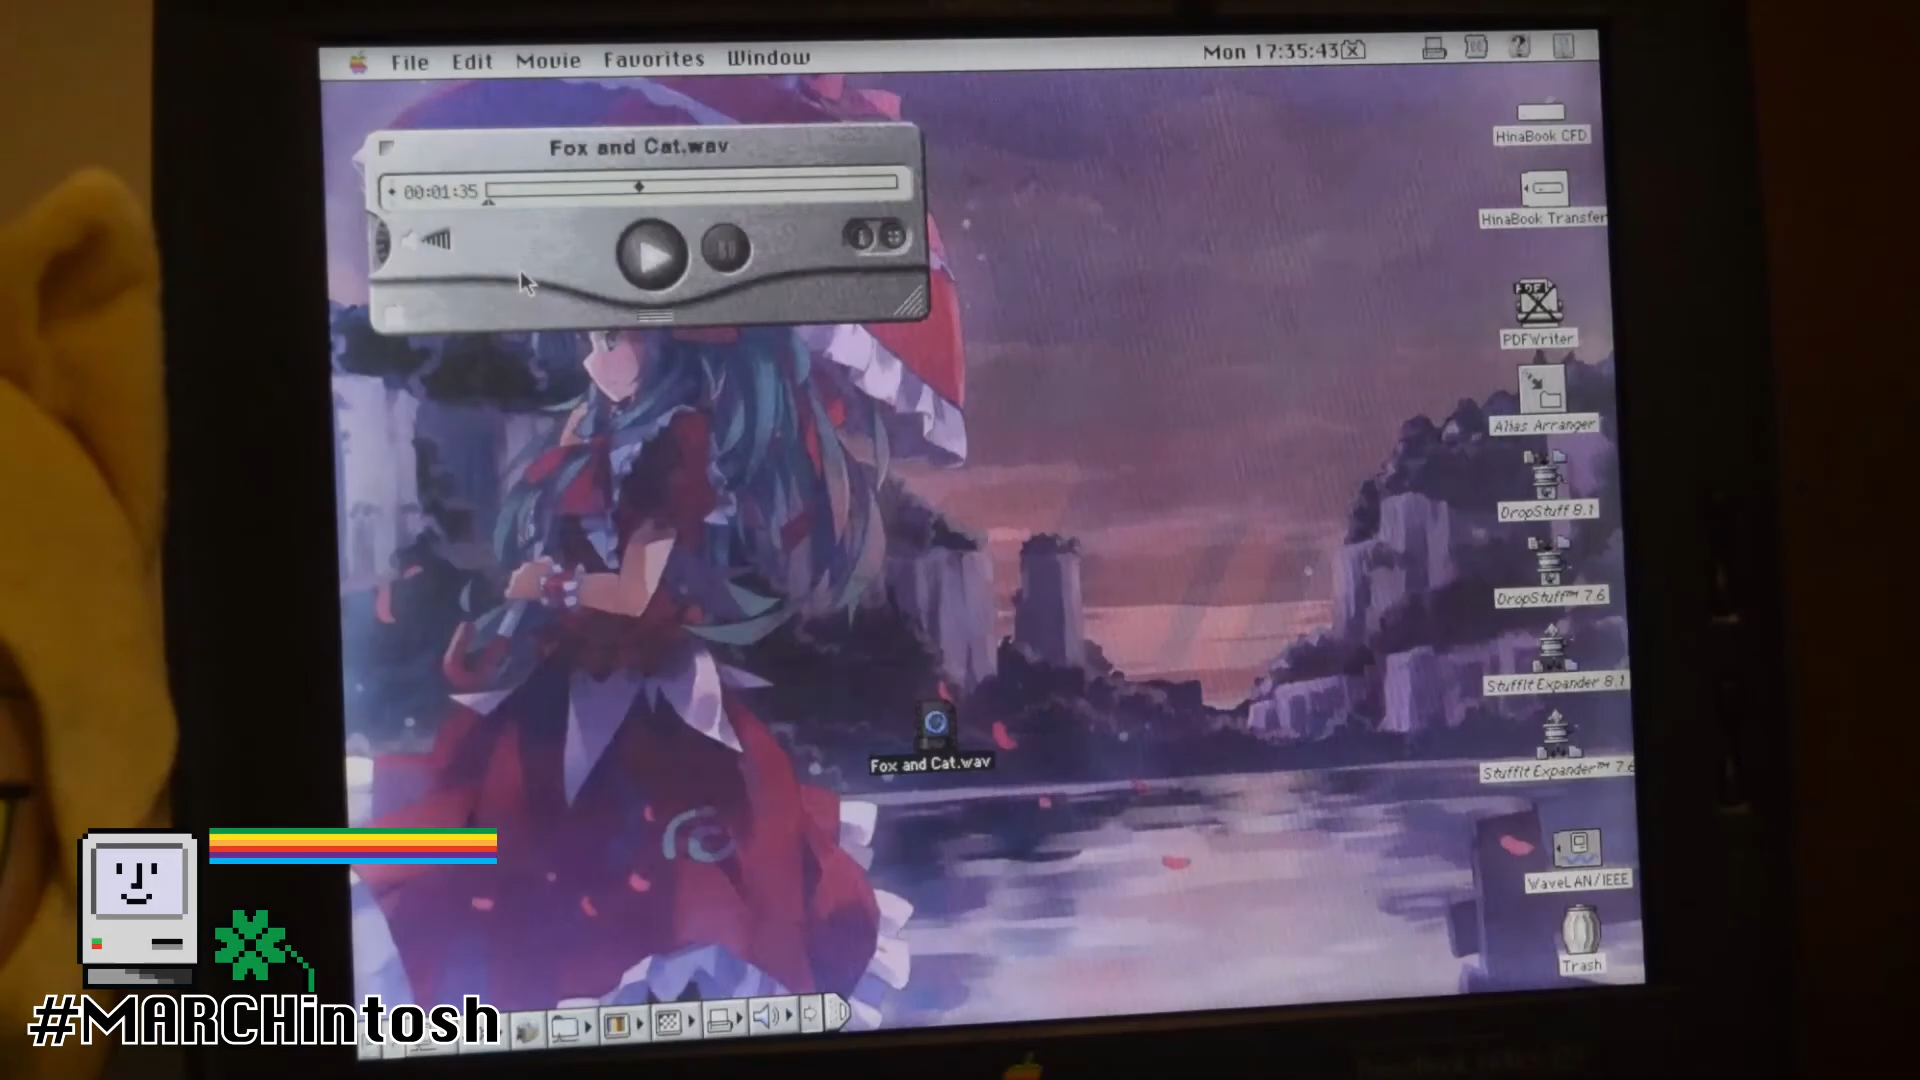 File Edit Movie Favorites Window Mon 17:35:43
Fox and Cat.wav
00:01:35
HinaBook CFD
HinaBook Transfer
PDF
PDFWriter
Alias Arranger
DropStuff 8.1
DropStuff™ 7.6
StuffIt Expander 8.1
StuffIt Expander™ 7.6
Fox and Cat.wav
WaveLAN/IEEE
Trash
#MARCHintosh